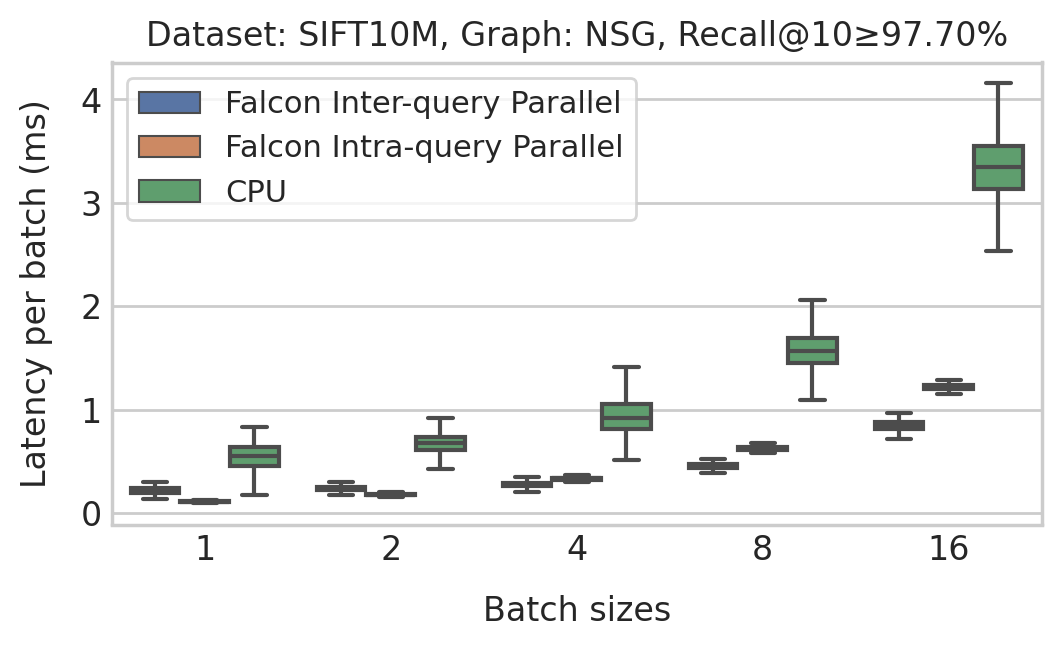 Dataset: SIFT10M, Graph: NSG, Recall@10≥97.70%
Latency per batch (ms)
4
3
2
1
0
Falcon Inter-query Parallel
Falcon Intra-query Parallel
CPU
1 2 4 8 16
Batch sizes